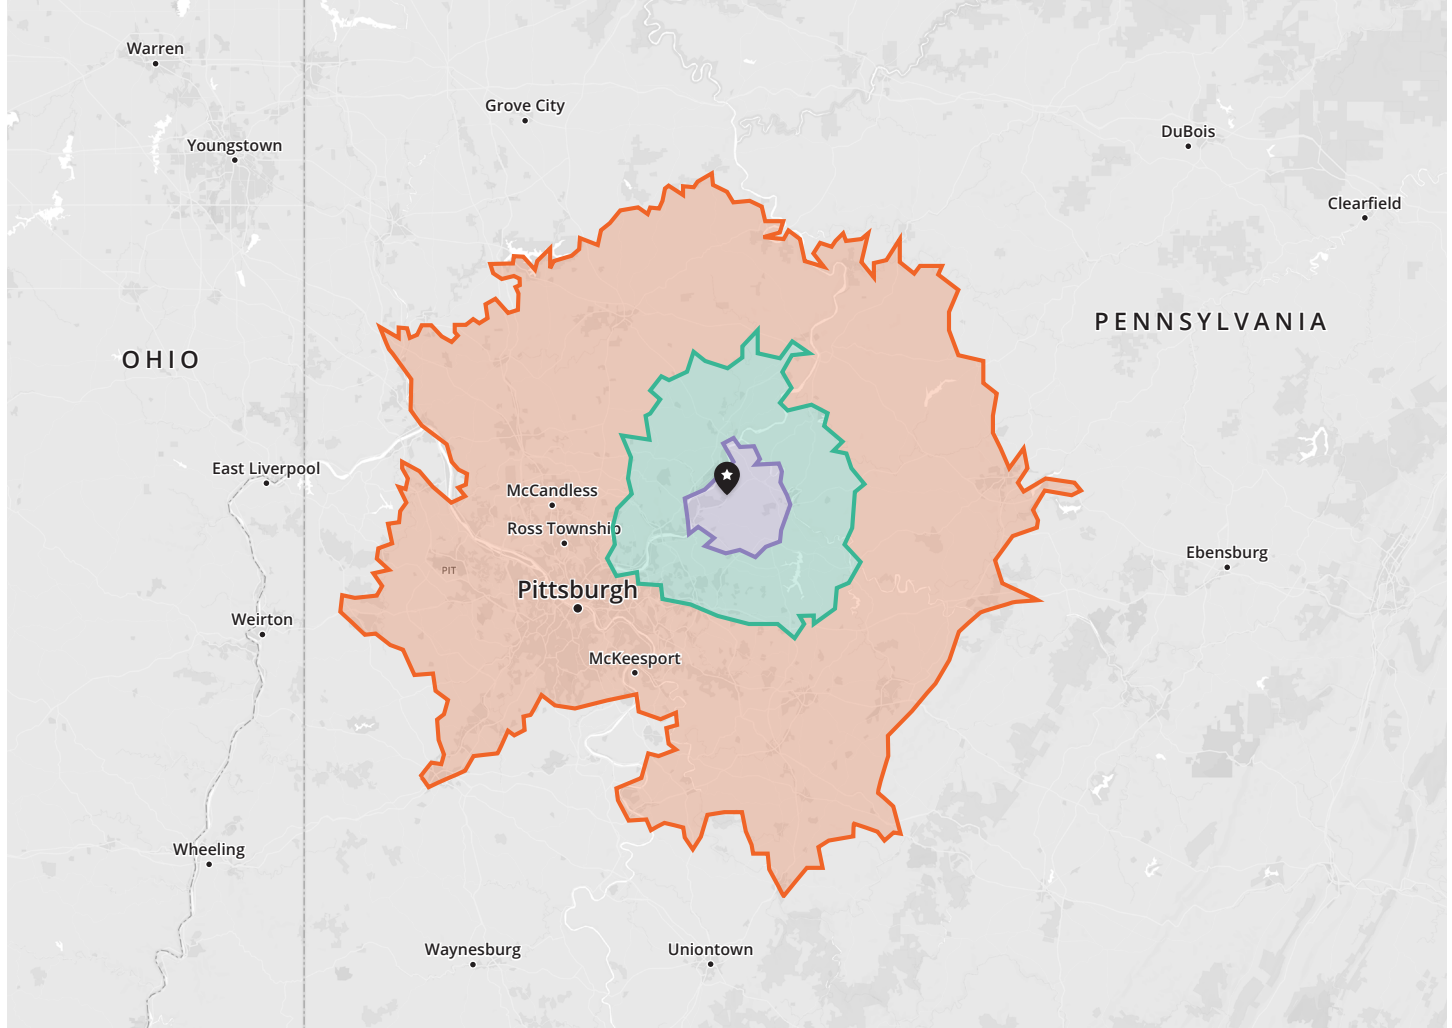 Warren
Grove City
DuBois
Youngstown
Clearfield
PENNSYLVANIA
OHIO
East Liverpool
McCandless
Ross Township
Ebensburg
PIT
Pittsburgh
Weirton
McKeesport
Wheeling
Waynesburg
Uniontown